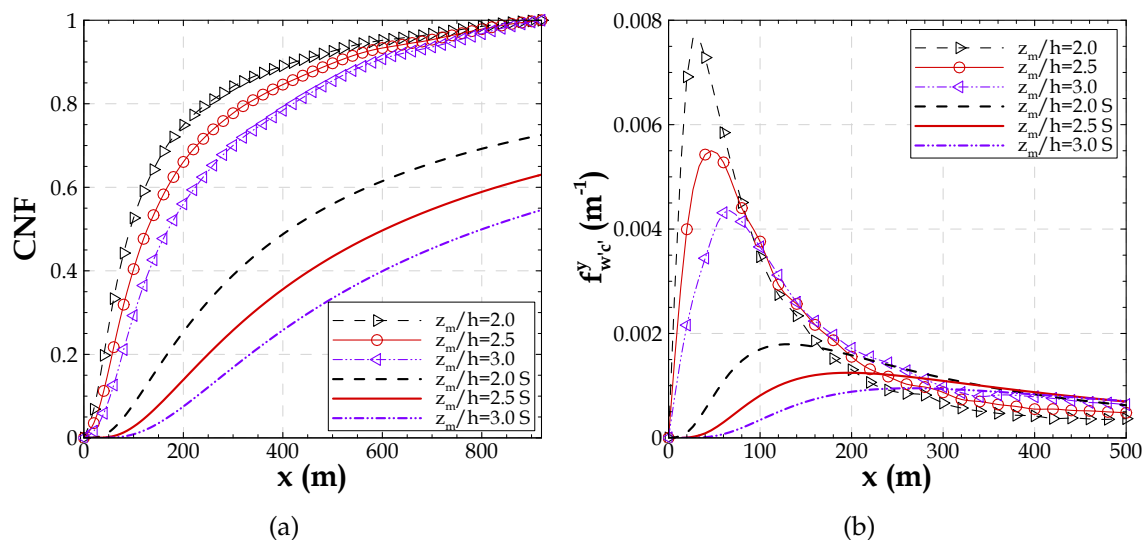 1
0.8
0.6
0.4
0.2
0
CNF
0 200 400 600 800
x (m)
z_m/h=2.0
z_m/h=2.5
z_m/h=3.0
z_m/h=2.0 S
z_m/h=2.5 S
z_m/h=3.0 S
(a)
0.008
0.006
0.004
0.002
0.000
f^y_w'c' (m^-1)
0 100 200 300 400 500
x (m)
z_m/h=2.0
z_m/h=2.5
z_m/h=3.0
z_m/h=2.0 S
z_m/h=2.5 S
z_m/h=3.0 S
(b)